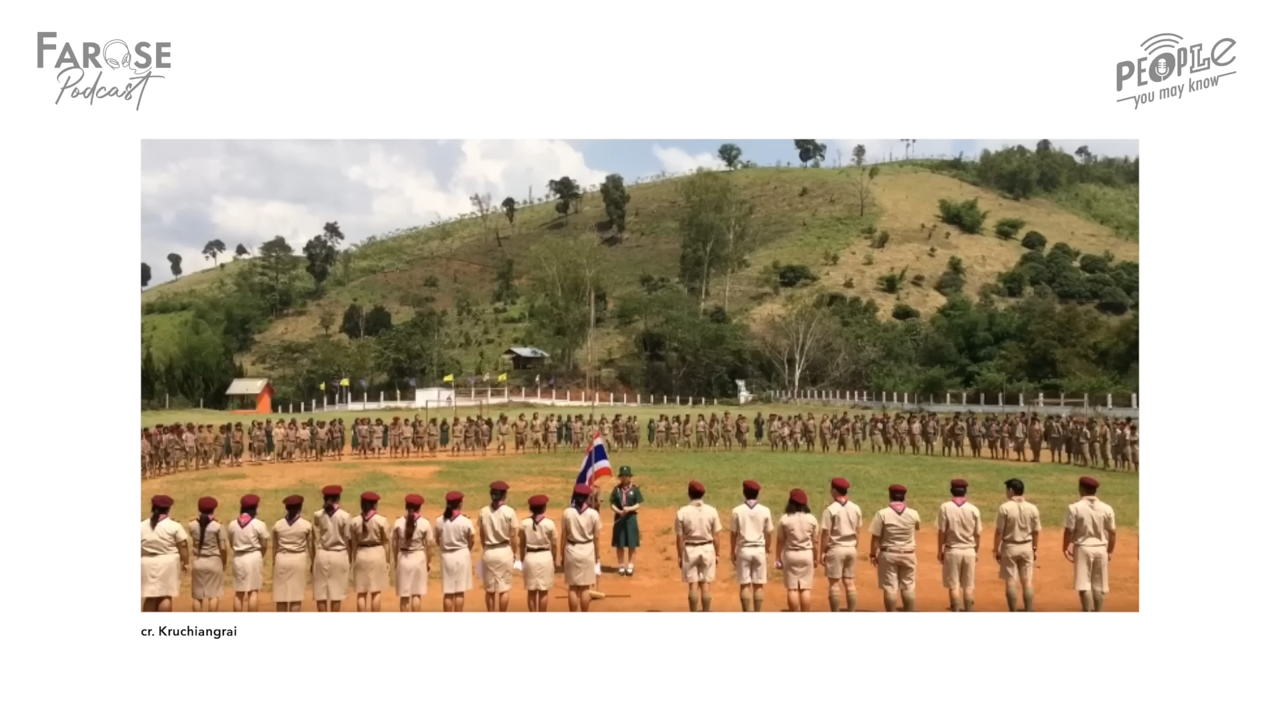 FAROSE
Podcast
PEOPLE
you may know
cr. Kruchiangrai